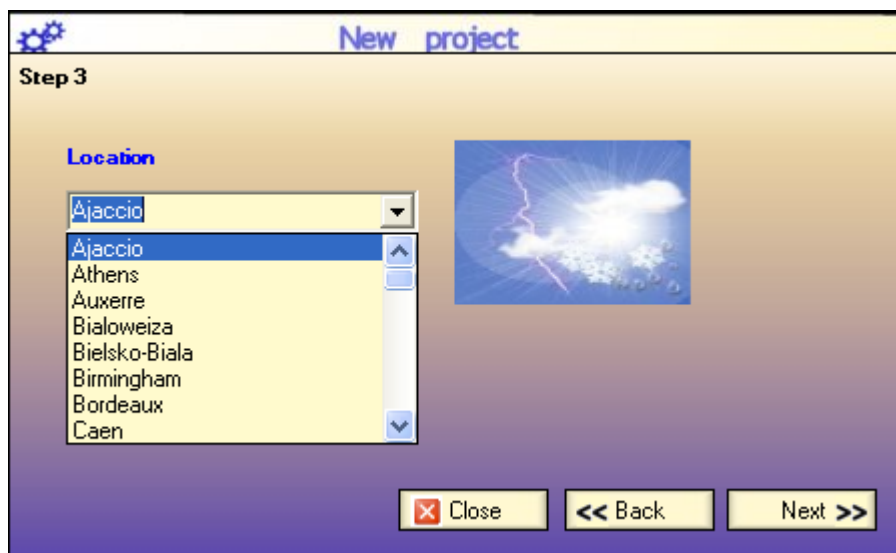 New project
Step 3
Location
Ajaccio
Ajaccio
Athens
Auxerre
Bialoweiza
Bielsko-Biala
Birmingham
Bordeaux
Caen
Close
<< Back
Next >>